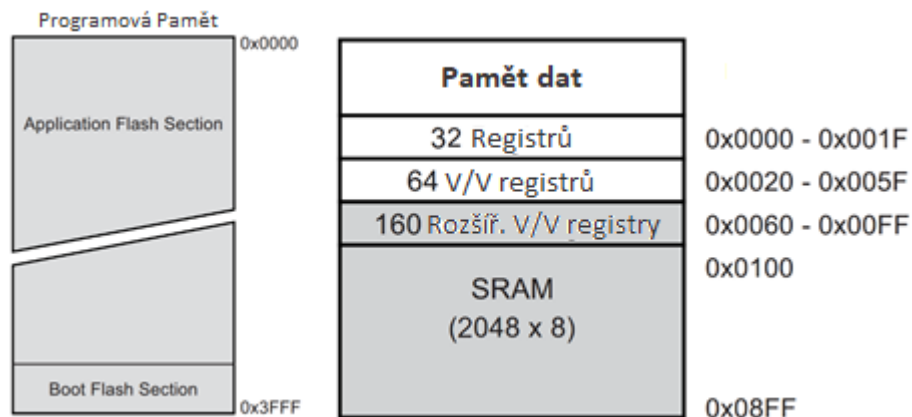 Programová Pamět
0x0000
Application Flash Section
Boot Flash Section
0x3FFF
Pamět dat
32 Registrů
0x0000 - 0x001F
64 V/V registrů
0x0020 - 0x005F
160 Rozšíř. V/V registry
0x0060 - 0x00FF
0x0100
SRAM
(2048 x 8)
0x08FF